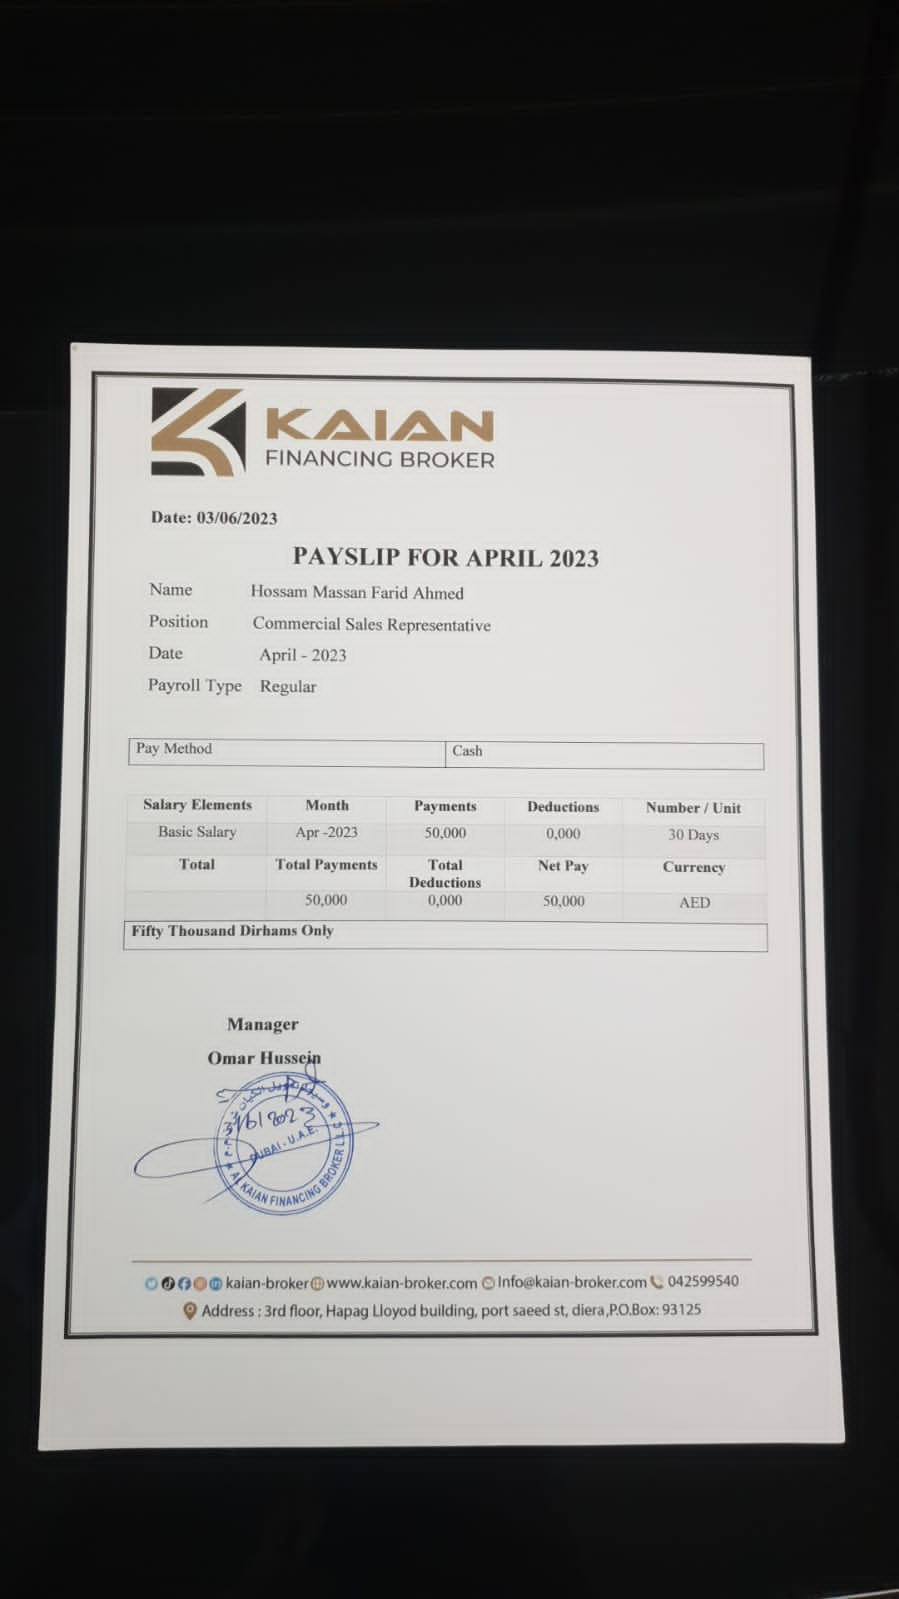 KAIAN
FINANCING BROKER
Date: 03/06/2023
PAYSLIP FOR APRIL 2023
Name Hossam Massan Farid Ahmed
Position Commercial Sales Representative
Date April - 2023
Payroll Type Regular
Pay Method Cash
Salary Elements Month Payments Deductions Number / Unit
Basic Salary Apr -2023 50,000 0,000 30 Days
Total Total Payments Total Deductions Net Pay Currency
50,000 0,000 50,000 AED
Fifty Thousand Dirhams Only
Manager
Omar Hussein
3/6/2023
DUBAI - U.A.E.
AL KAIAN FINANCING BROKER L.L.C
kaian-broker www.kaian-broker.com Info@kaian-broker.com 042599540
Address : 3rd floor, Hapag Lloyod building, port saeed st, diera,P.O.Box: 93125